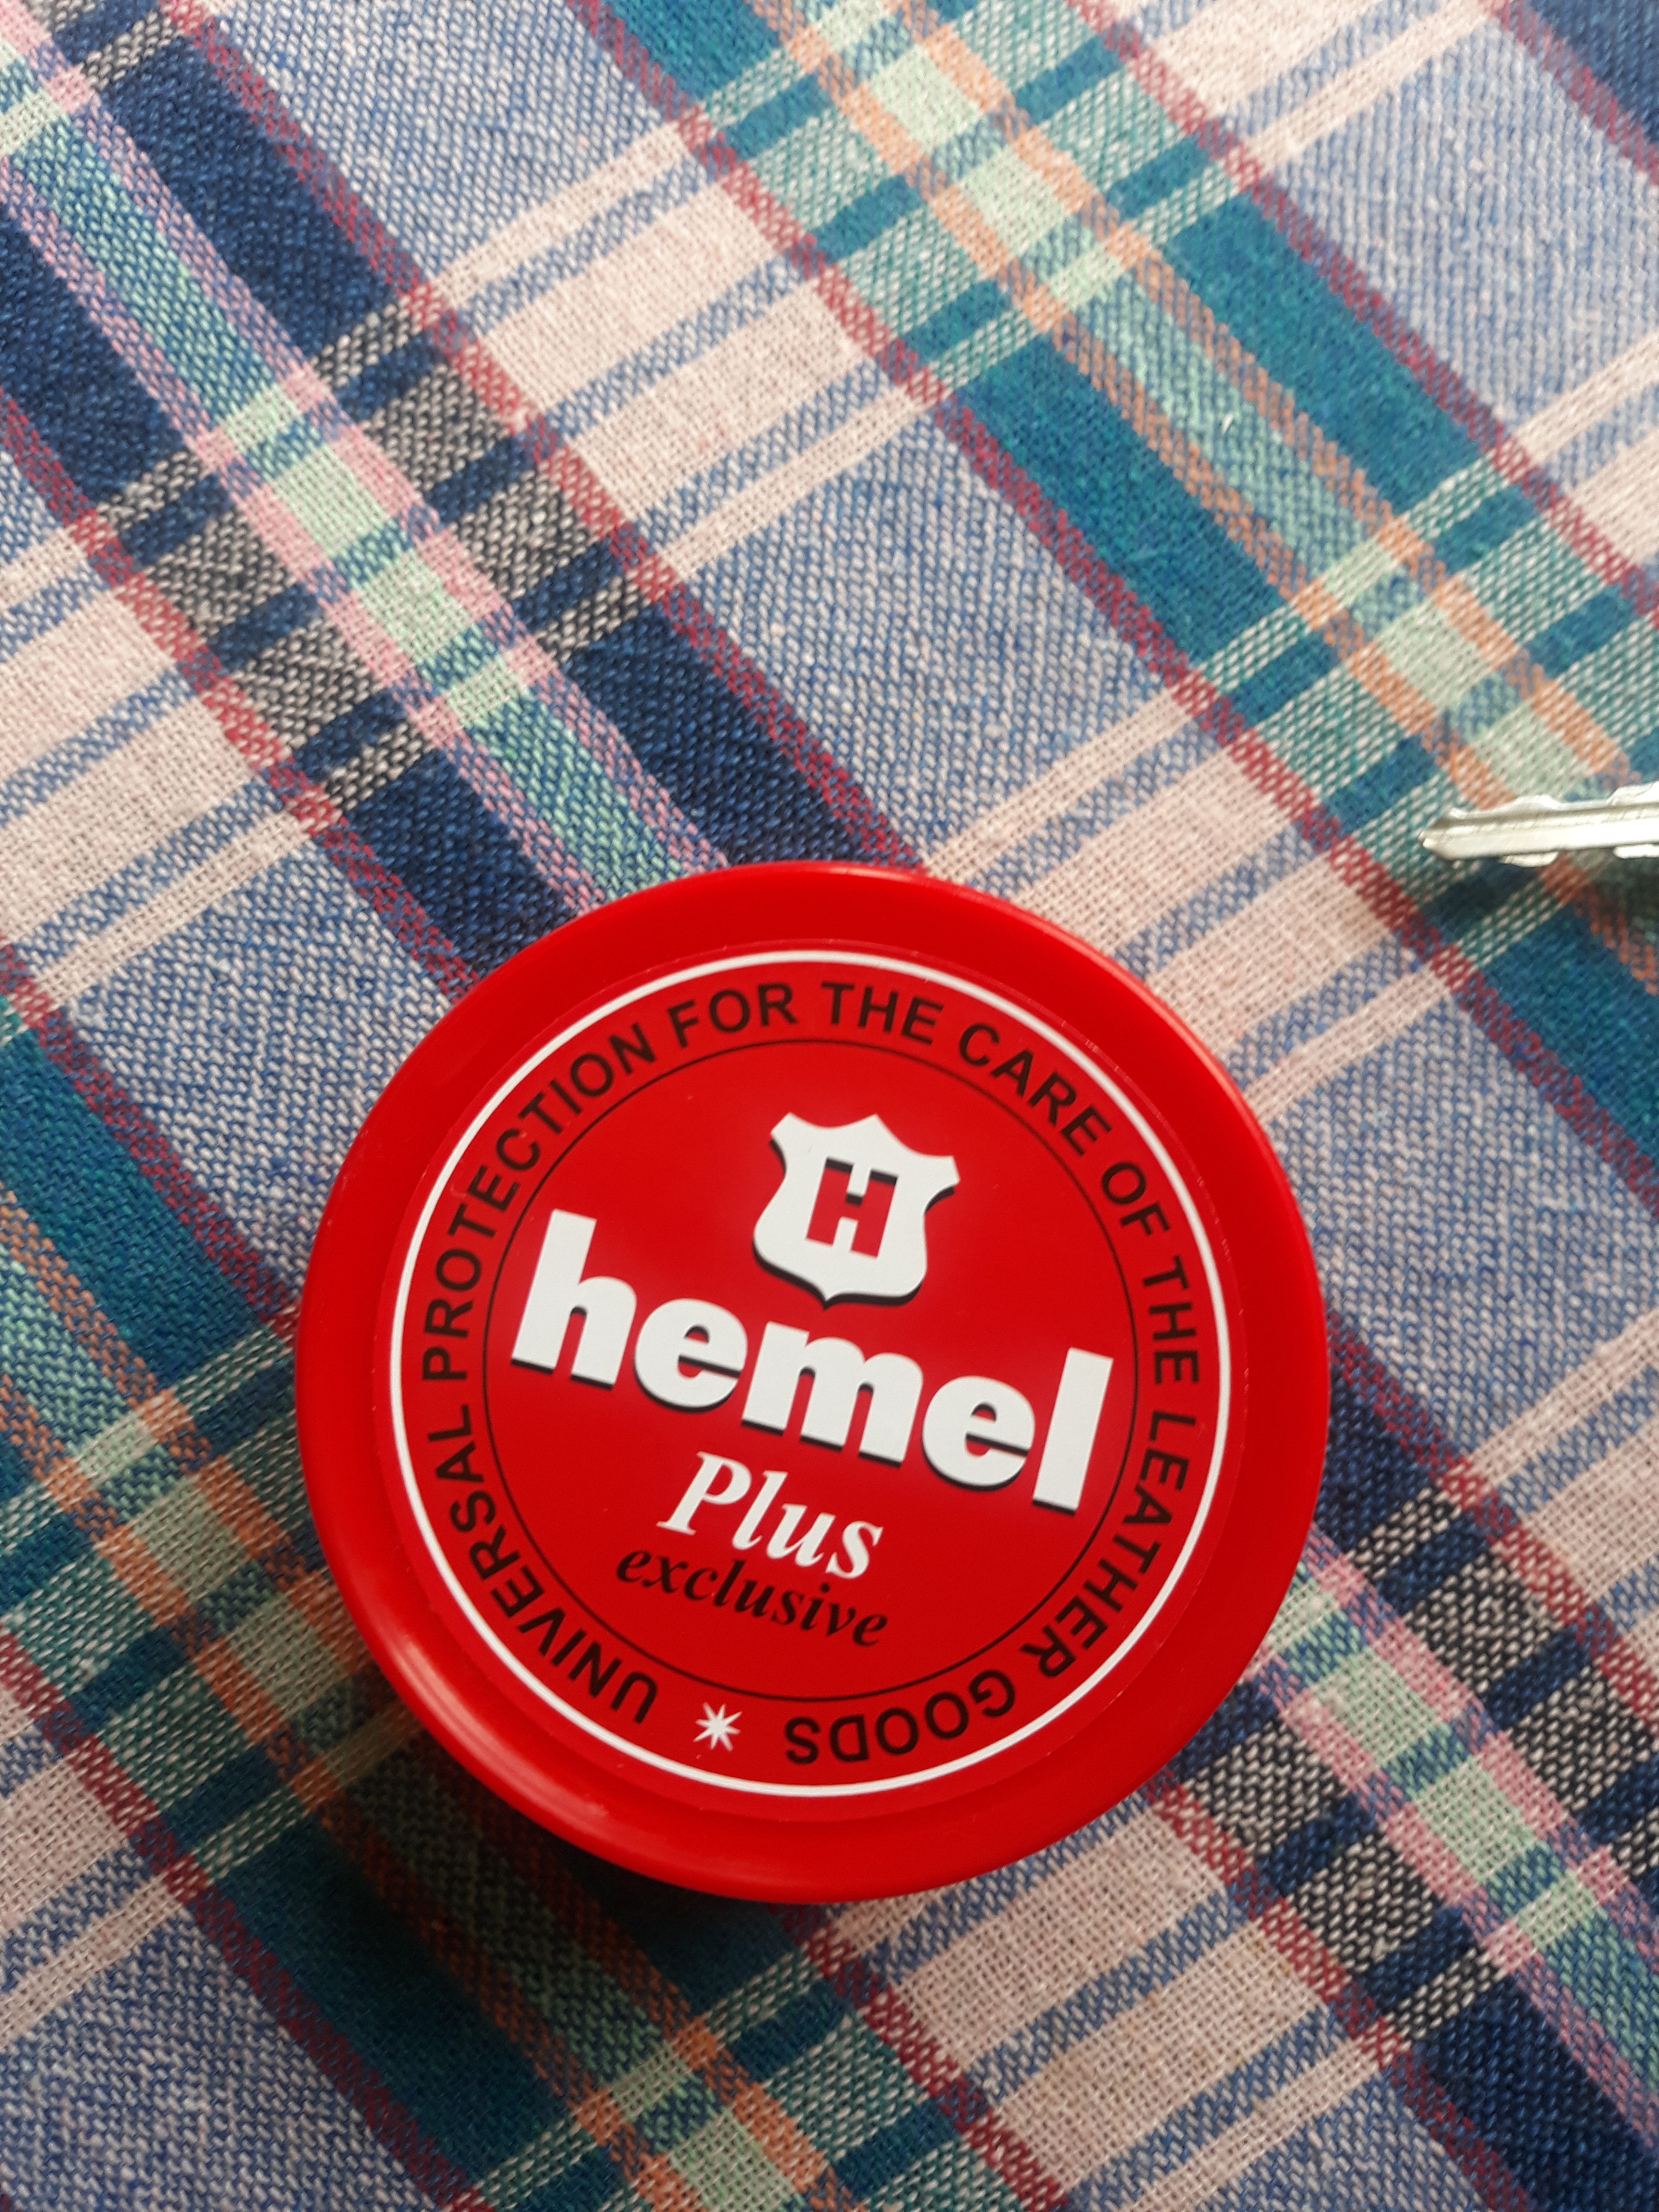 UNIVERSAL PROTECTION FOR THE CARE OF THE LEATHER GOODS
H
hemel
Plus
exclusive